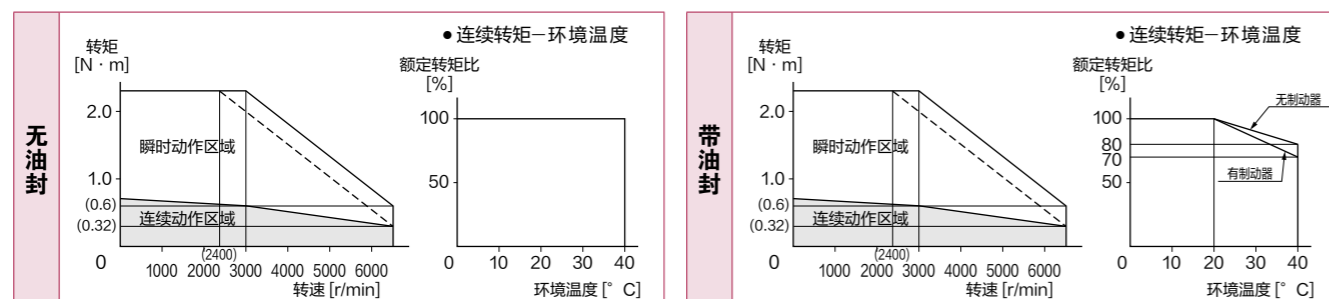 无油封
转矩
[N · m]
2.0
1.0
(0.6)
(0.32)
0
瞬时动作区域
连续动作区域
(2400)
1000 2000 3000 4000 5000 6000
转速 [r/min]
● 连续转矩－环境温度
额定转矩比
[%]
100
50
0 10 20 30 40
环境温度 [° C]
带油封
转矩
[N · m]
2.0
1.0
(0.6)
(0.32)
0
瞬时动作区域
连续动作区域
(2400)
1000 2000 3000 4000 5000 6000
转速 [r/min]
● 连续转矩－环境温度
额定转矩比
[%]
无制动器
100
80
70
有制动器
50
0 10 20 30 40
环境温度 [° C]